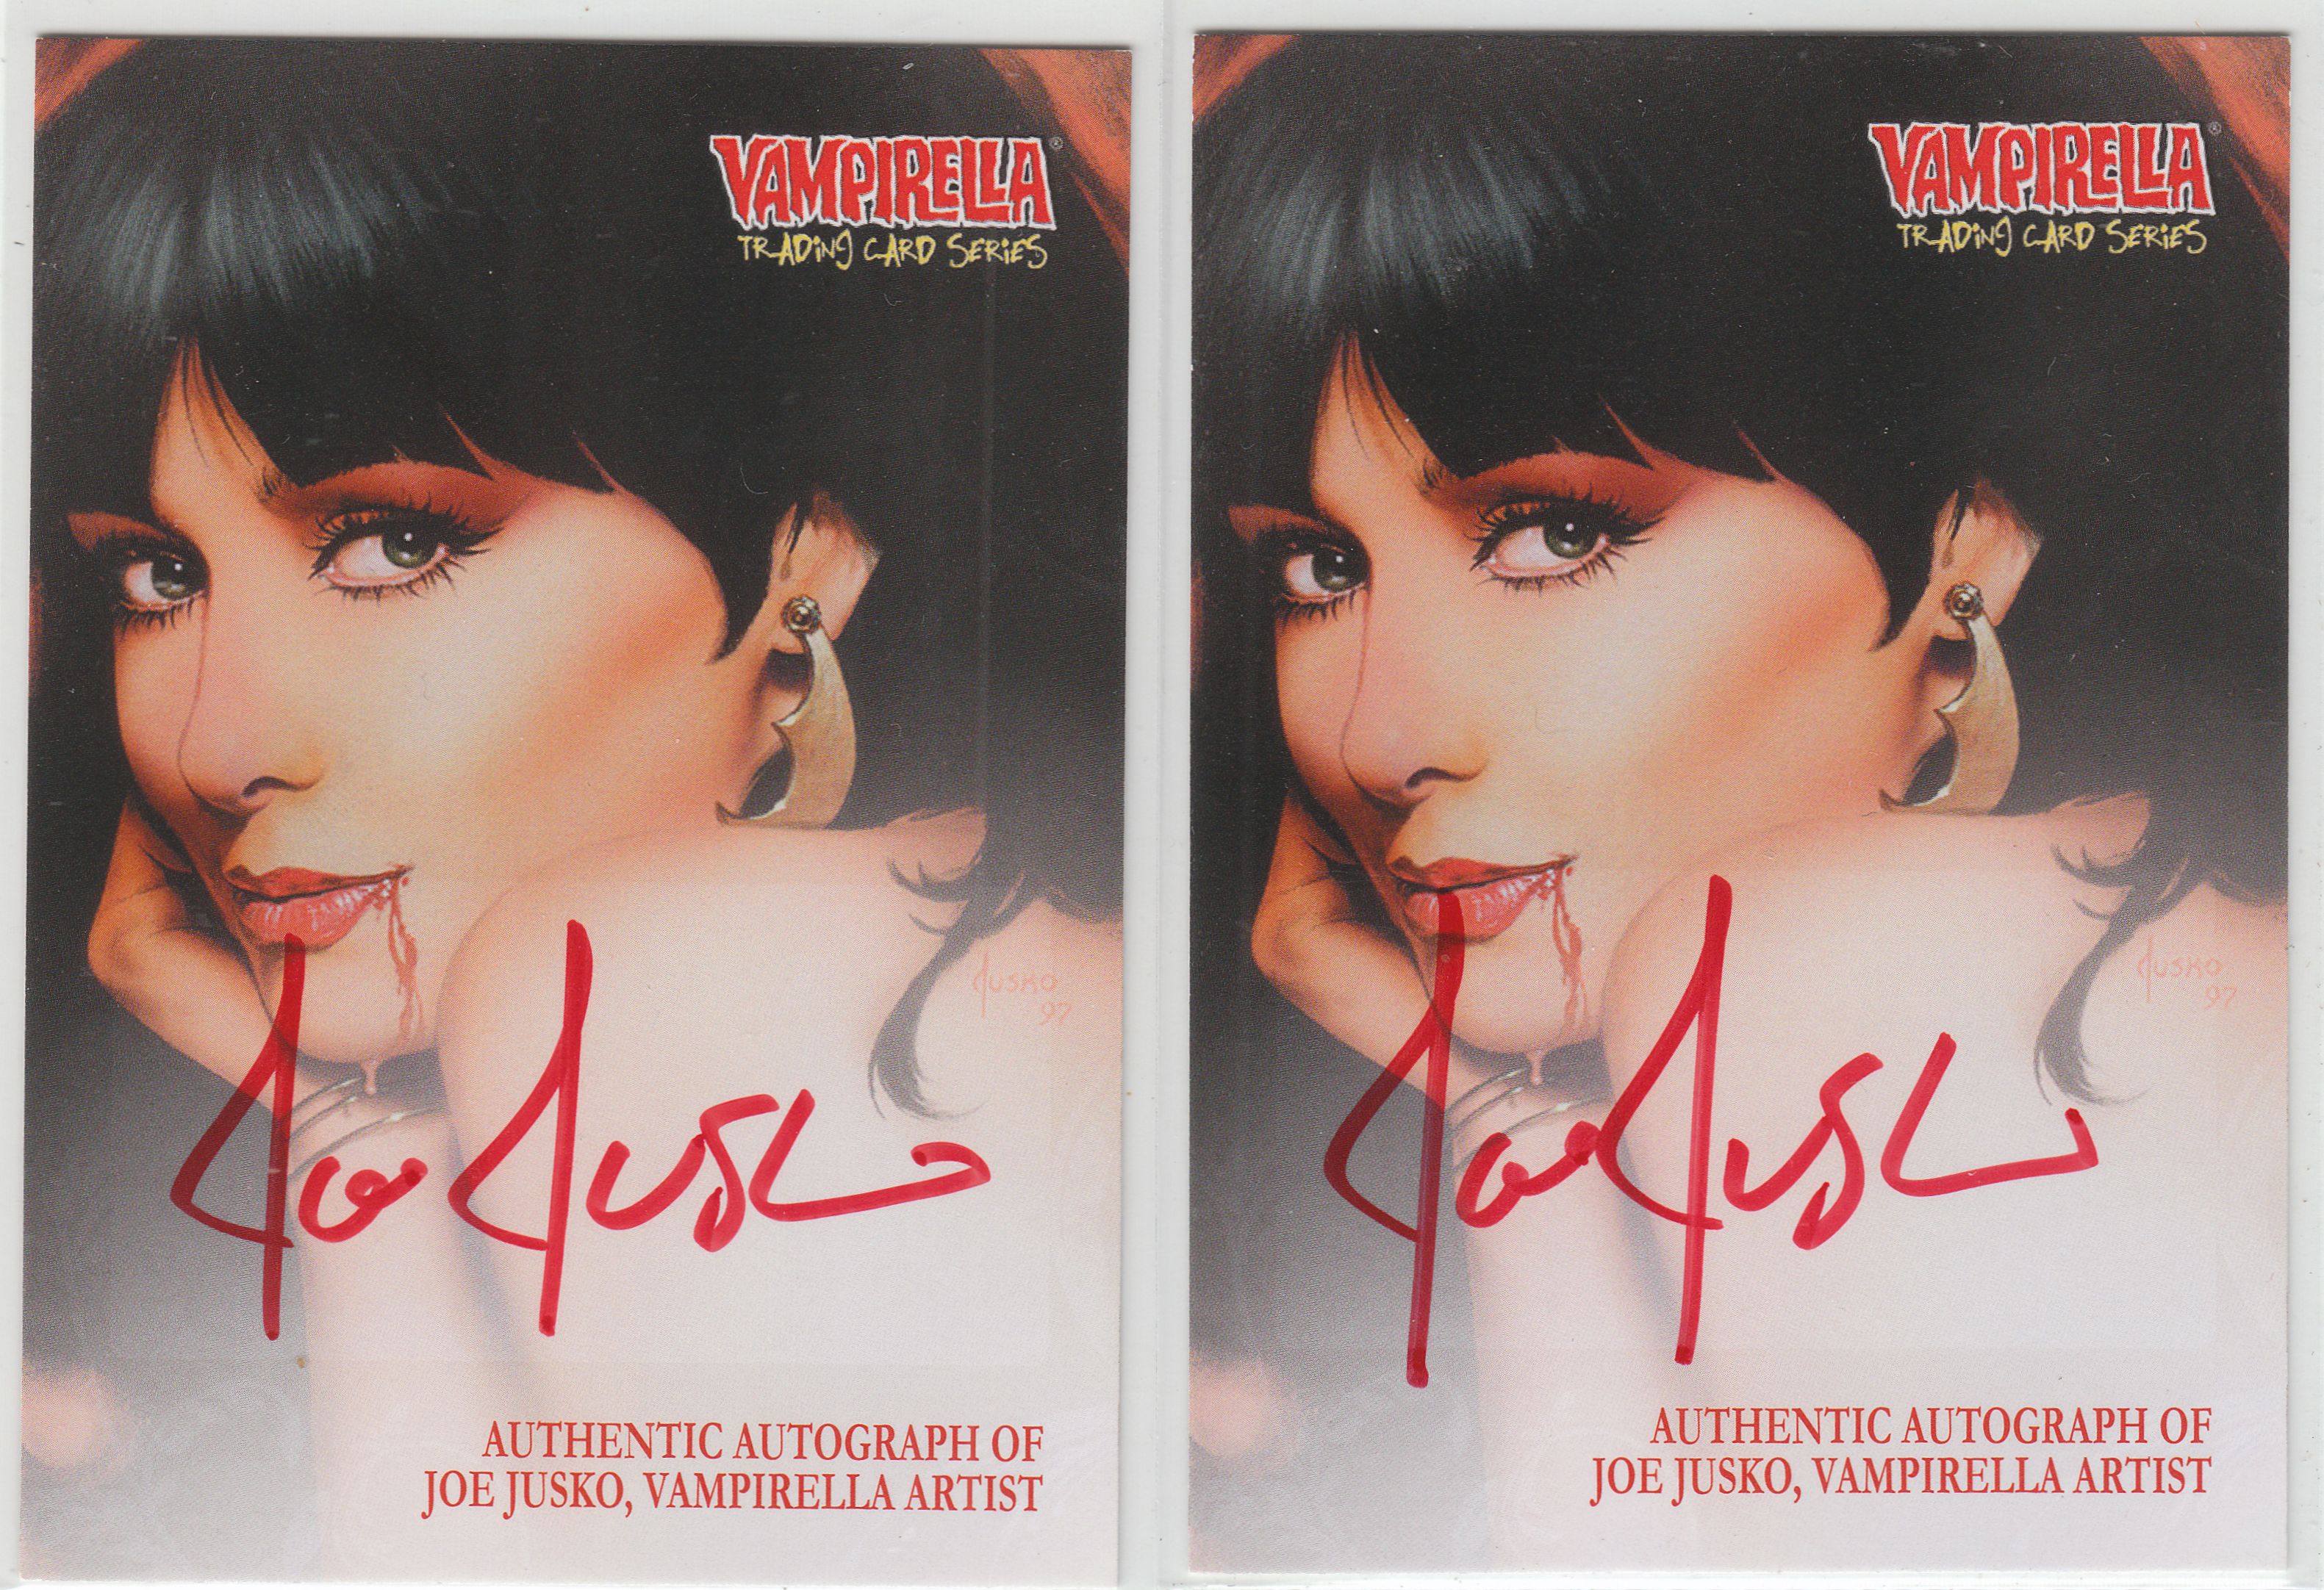 VAMPIRELLA®
TRADING CARD SERIES
JUSKO
97
Joe Jusko
AUTHENTIC AUTOGRAPH OF
JOE JUSKO, VAMPIRELLA ARTIST
VAMPIRELLA®
TRADING CARD SERIES
JUSKO
97
Joe Jusko
AUTHENTIC AUTOGRAPH OF
JOE JUSKO, VAMPIRELLA ARTIST